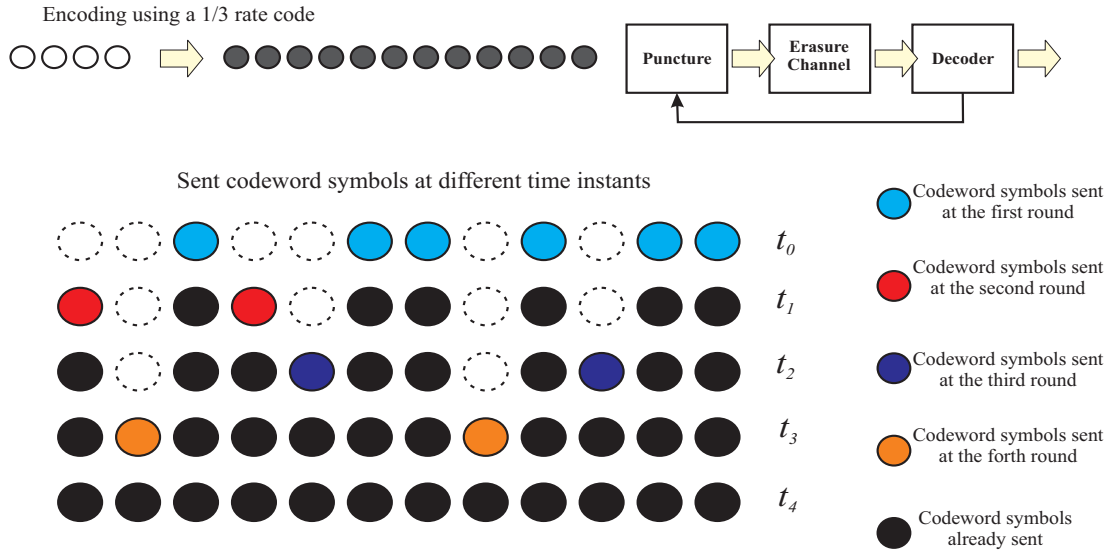 Encoding using a 1/3 rate code
Puncture
Erasure
Channel
Decoder
Sent codeword symbols at different time instants
t0
t1
t2
t3
t4
Codeword symbols sent
at the first round
Codeword symbols sent
at the second round
Codeword symbols sent
at the third round
Codeword symbols sent
at the forth round
Codeword symbols
already sent